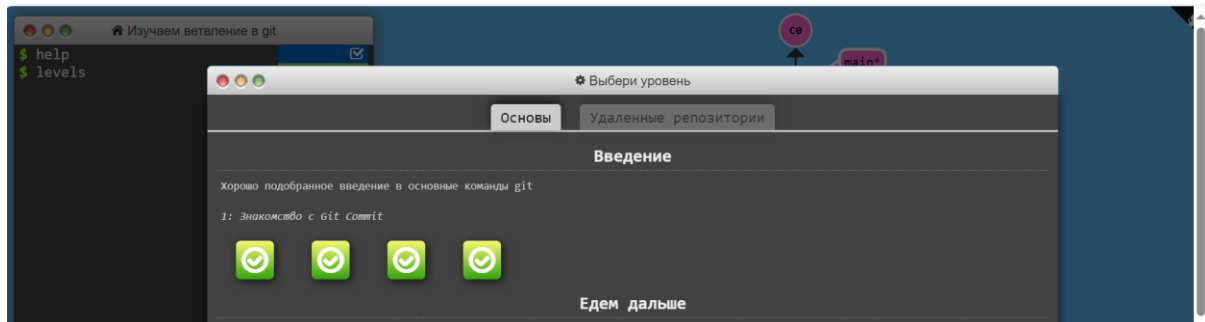 Изучаем ветвление в git
$ help
$ levels
ce
main*
Выбери уровень
Основы
Удаленные репозитории
Введение
Хорошо подобранное введение в основные команды git
1: Знакомство с Git Commit
Едем дальше